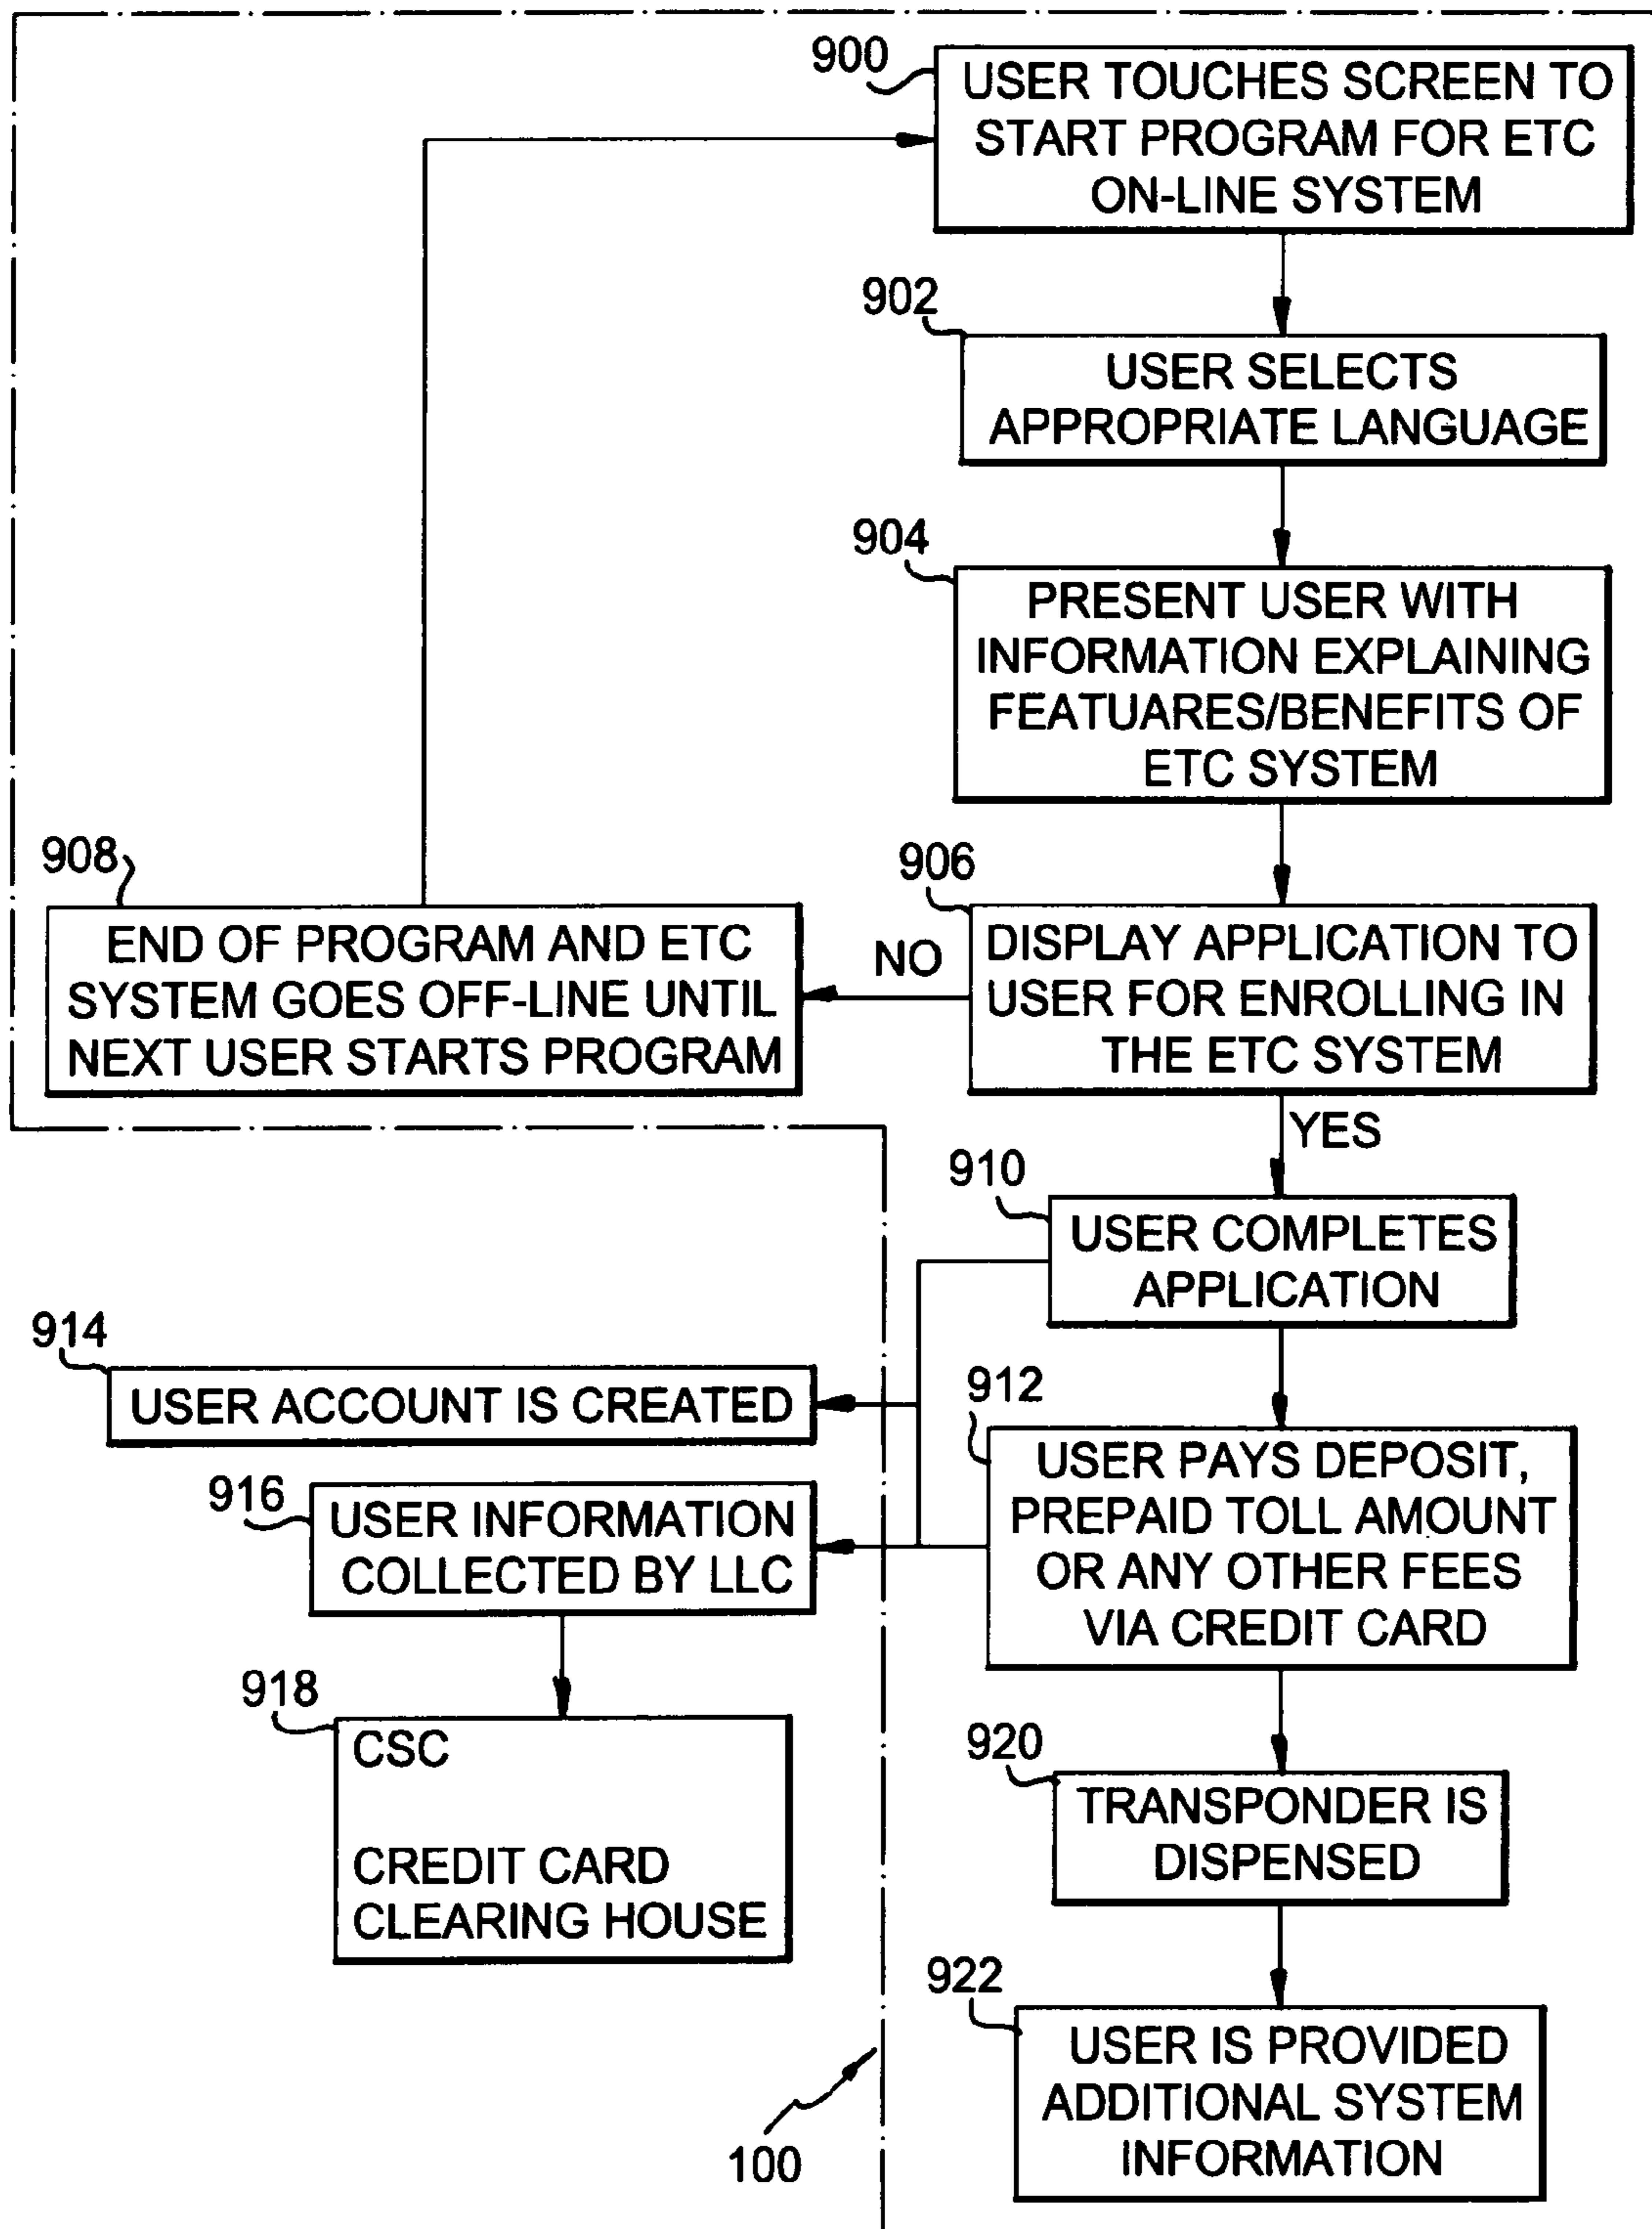 900
USER TOUCHES SCREEN TO
START PROGRAM FOR ETC
ON-LINE SYSTEM
902
USER SELECTS
APPROPRIATE LANGUAGE
904
PRESENT USER WITH
INFORMATION EXPLAINING
FEATUARES/BENEFITS OF
ETC SYSTEM
908
END OF PROGRAM AND ETC
SYSTEM GOES OFF-LINE UNTIL
NEXT USER STARTS PROGRAM
NO
906
DISPLAY APPLICATION TO
USER FOR ENROLLING IN
THE ETC SYSTEM
YES
910
USER COMPLETES
APPLICATION
914
USER ACCOUNT IS CREATED
912
USER PAYS DEPOSIT,
PREPAID TOLL AMOUNT
OR ANY OTHER FEES
VIA CREDIT CARD
916
USER INFORMATION
COLLECTED BY LLC
918
CSC
CREDIT CARD
CLEARING HOUSE
920
TRANSPONDER IS
DISPENSED
922
USER IS PROVIDED
ADDITIONAL SYSTEM
INFORMATION
100